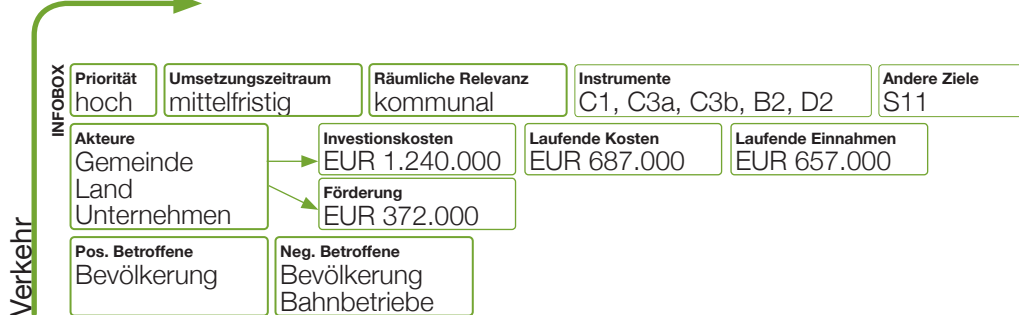 INFOBOX
Priorität
hoch
Umsetzungszeitraum
mittelfristig
Räumliche Relevanz
kommunal
Instrumente
C1, C3a, C3b, B2, D2
Andere Ziele
S11
Akteure
Gemeinde
Land
Unternehmen
Investionskosten
EUR 1.240.000
Förderung
EUR 372.000
Laufende Kosten
EUR 687.000
Laufende Einnahmen
EUR 657.000
Pos. Betroffene
Bevölkerung
Neg. Betroffene
Bevölkerung
Bahnbetriebe
Verkehr